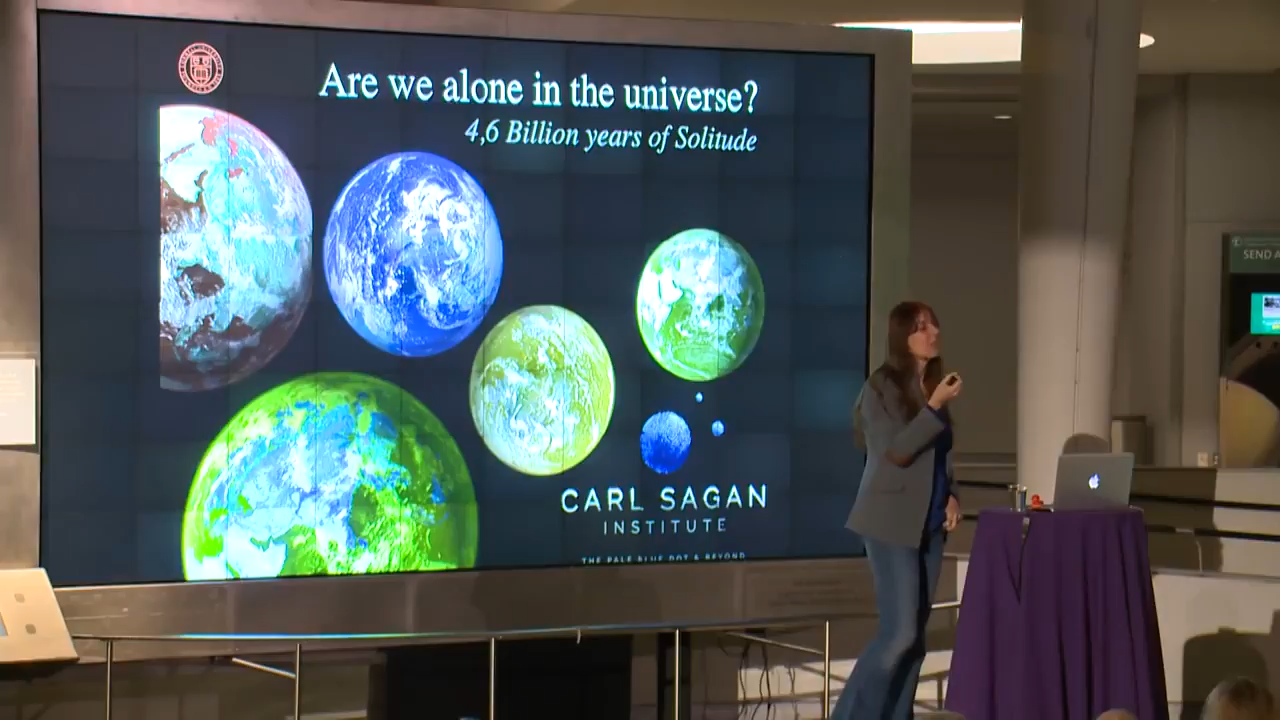 Are we alone in the universe?
4,6 Billion years of Solitude
CARL SAGAN
INSTITUTE
THE PALE BLUE DOT & BEYOND
SEND A